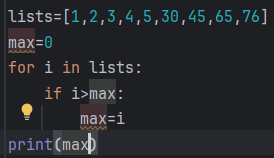 lists=[1,2,3,4,5,30,45,65,76]
max=0
for i in lists:
    if i>max:
        max=i
print(max)